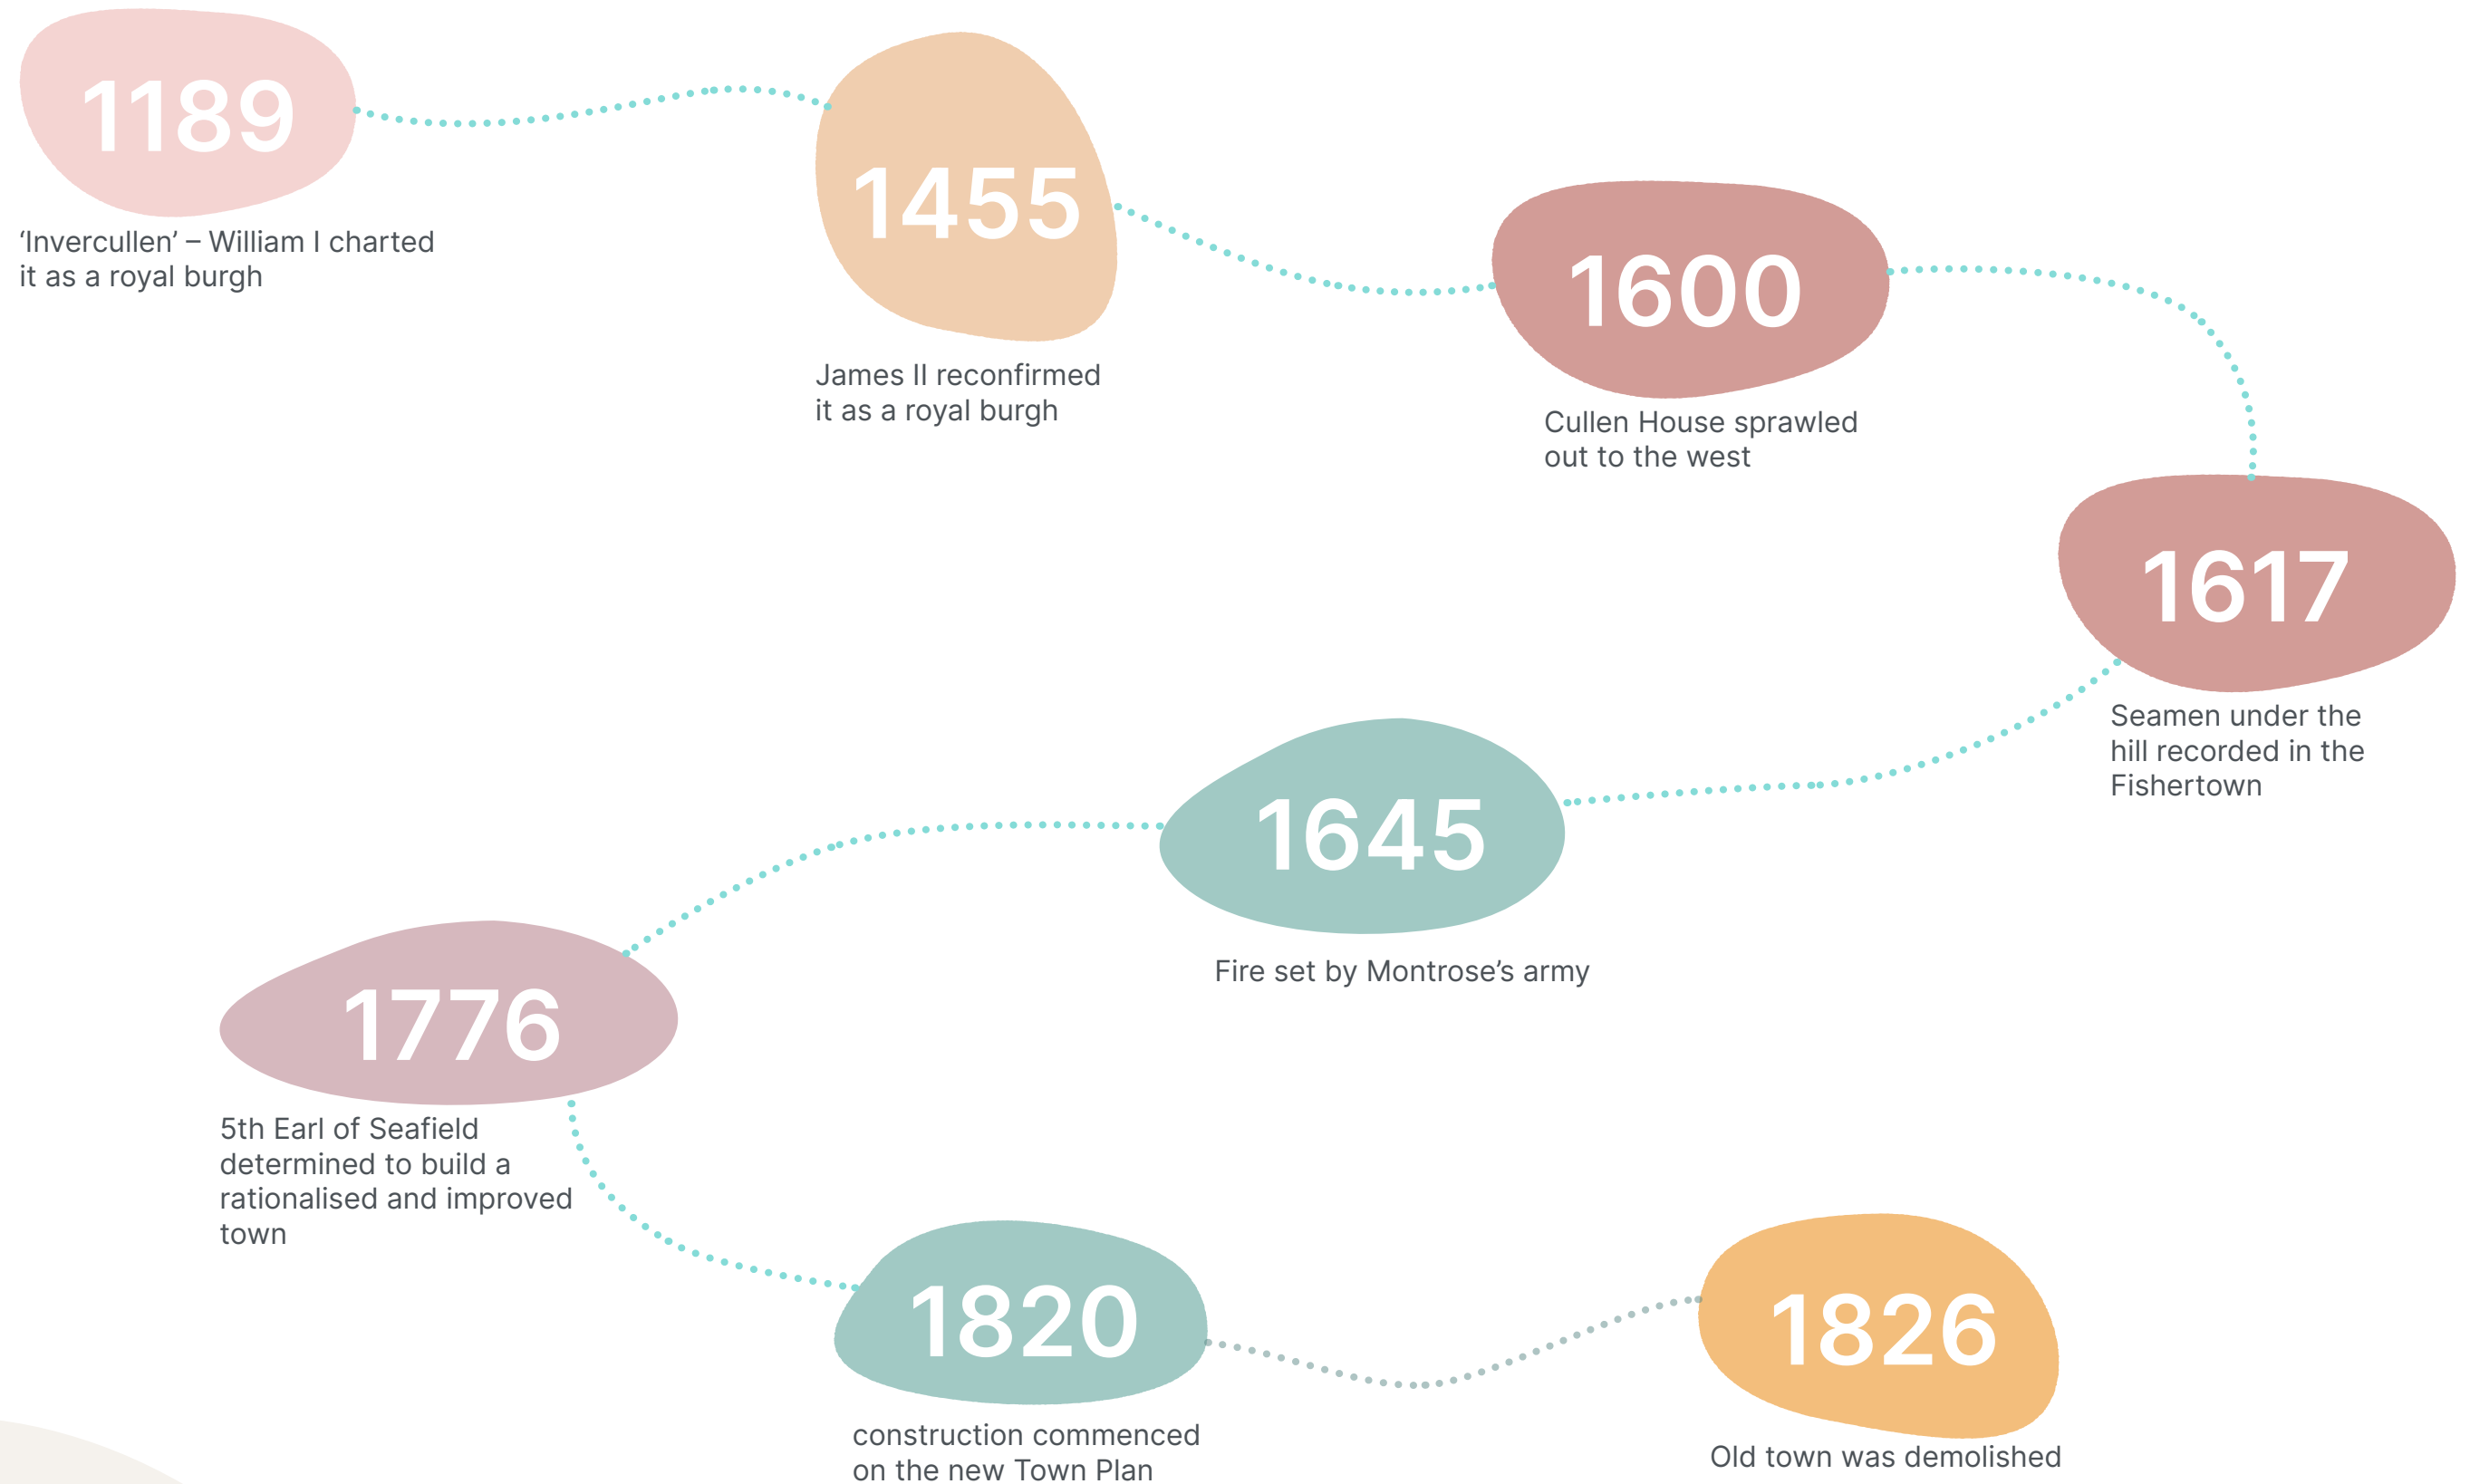 1189
‘Invercullen’ – William I charted
it as a royal burgh
1455
James II reconfirmed
it as a royal burgh
1600
Cullen House sprawled
out to the west
1617
Seamen under the
hill recorded in the
Fishertown
1645
Fire set by Montrose’s army
1776
5th Earl of Seafield
determined to build a
rationalised and improved
town
1820
construction commenced
on the new Town Plan
1826
Old town was demolished